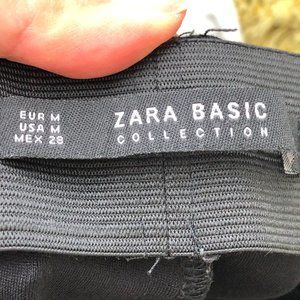 EUR M
USA M
MEX 28
ZARA BASIC
COLLECTION